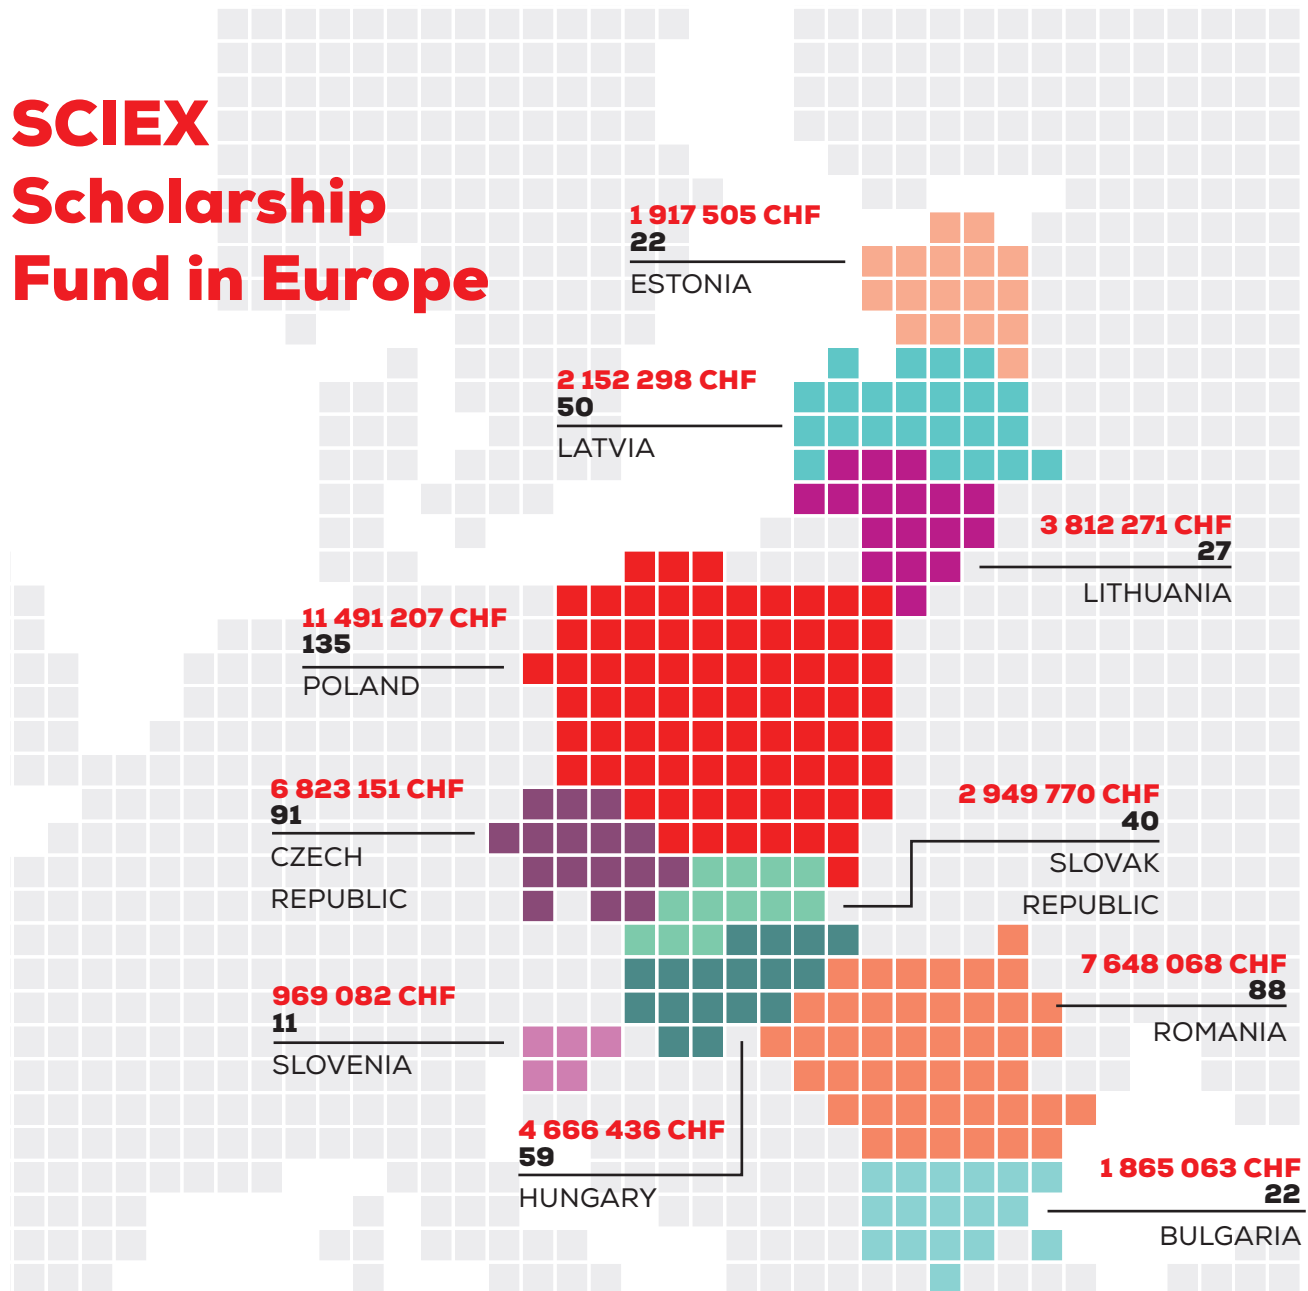 SCIEX
Scholarship
Fund in Europe
1 917 505 CHF
22
ESTONIA
2 152 298 CHF
50
LATVIA
3 812 271 CHF
27
LITHUANIA
11 491 207 CHF
135
POLAND
6 823 151 CHF
91
CZECH
REPUBLIC
2 949 770 CHF
40
SLOVAK
REPUBLIC
7 648 068 CHF
88
ROMANIA
969 082 CHF
11
SLOVENIA
4 666 436 CHF
59
HUNGARY
1 865 063 CHF
22
BULGARIA